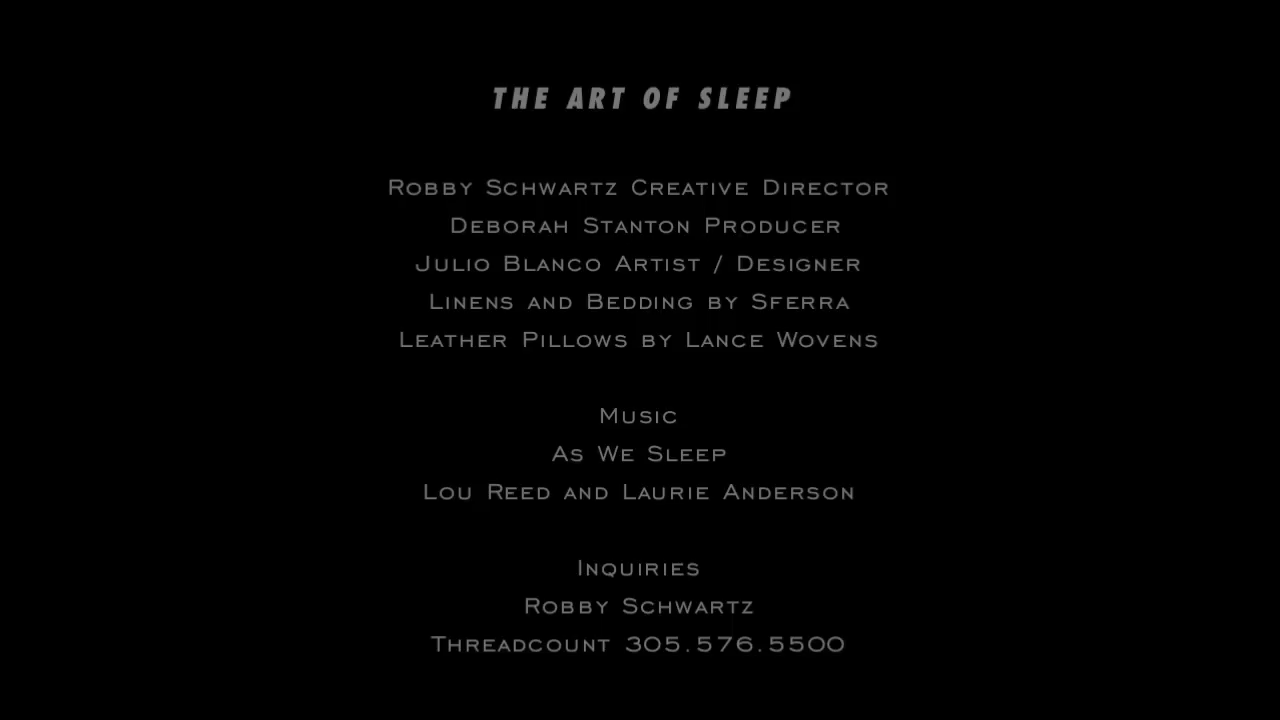 THE ART OF SLEEP
Robby Schwartz Creative Director
Deborah Stanton Producer
Julio Blanco Artist / Designer
Linens and Bedding by Sferra
Leather Pillows by Lance Wovens
Music
As We Sleep
Lou Reed and Laurie Anderson
Inquiries
Robby Schwartz
Threadcount 305.576.5500